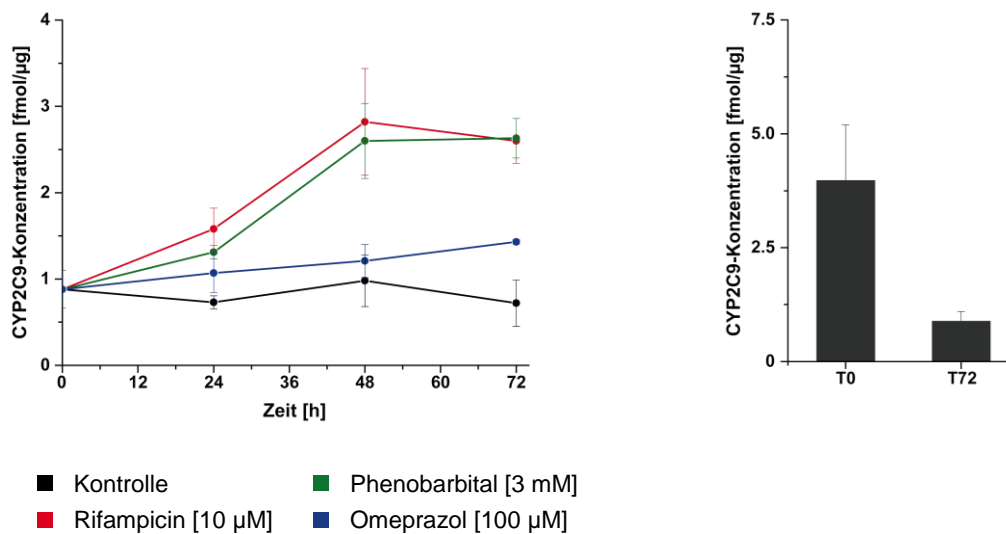 4
3
2
1
0
CYP2C9-Konzentration [fmol/µg]
0 12 24 36 48 60 72
Zeit [h]
7.5
5.0
2.5
0
CYP2C9-Konzentration [fmol/µg]
T0 T72
Kontrolle
Phenobarbital [3 mM]
Rifampicin [10 µM]
Omeprazol [100 µM]